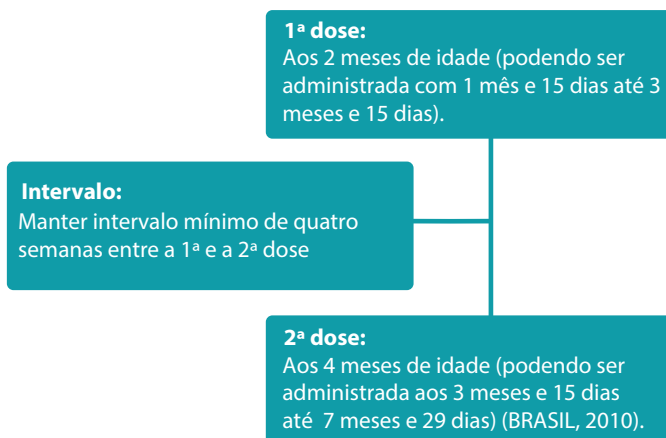 1ª dose:
Aos 2 meses de idade (podendo ser
administrada com 1 mês e 15 dias até 3
meses e 15 dias).
Intervalo:
Manter intervalo mínimo de quatro
semanas entre a 1ª e a 2ª dose
2ª dose:
Aos 4 meses de idade (podendo ser
administrada aos 3 meses e 15 dias
até 7 meses e 29 dias) (BRASIL, 2010).